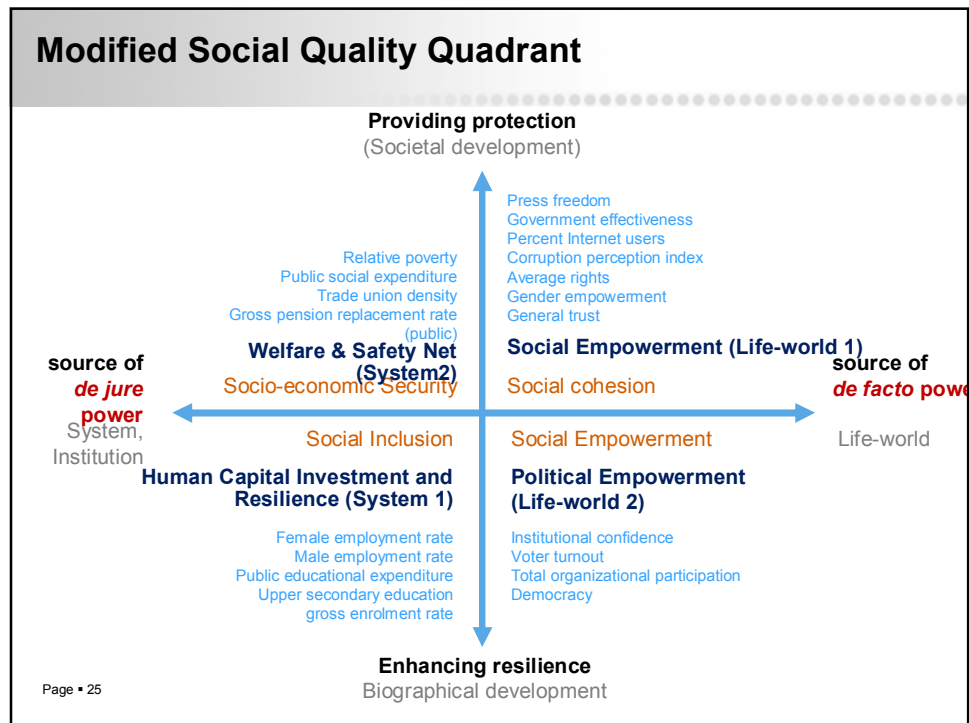 Modified Social Quality Quadrant
Providing protection
(Societal development)
Press freedom
Government effectiveness
Percent Internet users
Corruption perception index
Average rights
Gender empowerment
General trust
Relative poverty
Public social expenditure
Trade union density
Gross pension replacement rate
(public)
Welfare & Safety Net
(System2)
Social Empowerment (Life-world 1)
source of
de jure
power
System,
Institution
source of
de facto powe
Life-world
Socio-economic Security
Social cohesion
Social Inclusion
Social Empowerment
Human Capital Investment and
Resilience (System 1)
Political Empowerment
(Life-world 2)
Female employment rate
Male employment rate
Public educational expenditure
Upper secondary education
gross enrolment rate
Institutional confidence
Voter turnout
Total organizational participation
Democracy
Enhancing resilience
Biographical development
Page ▪ 25